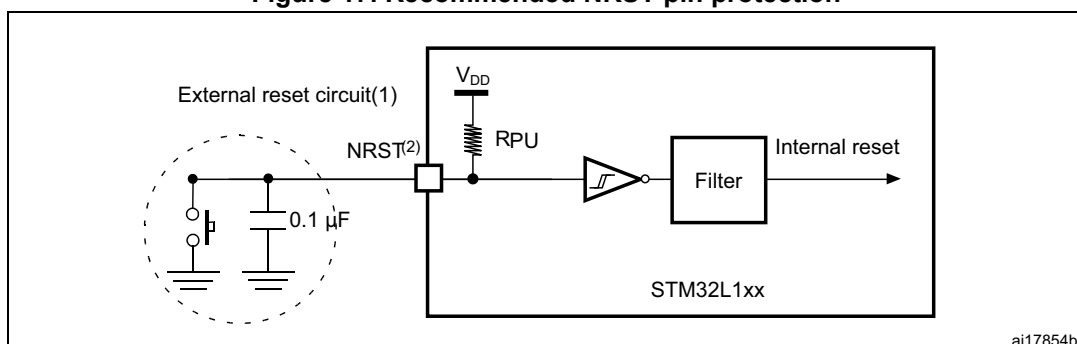 Figure 17. Recommended NRST pin protection
External reset circuit(1)
VDD
NRST(2)
RPU
Internal reset
Filter
0.1 µF
STM32L1xx
ai17854b